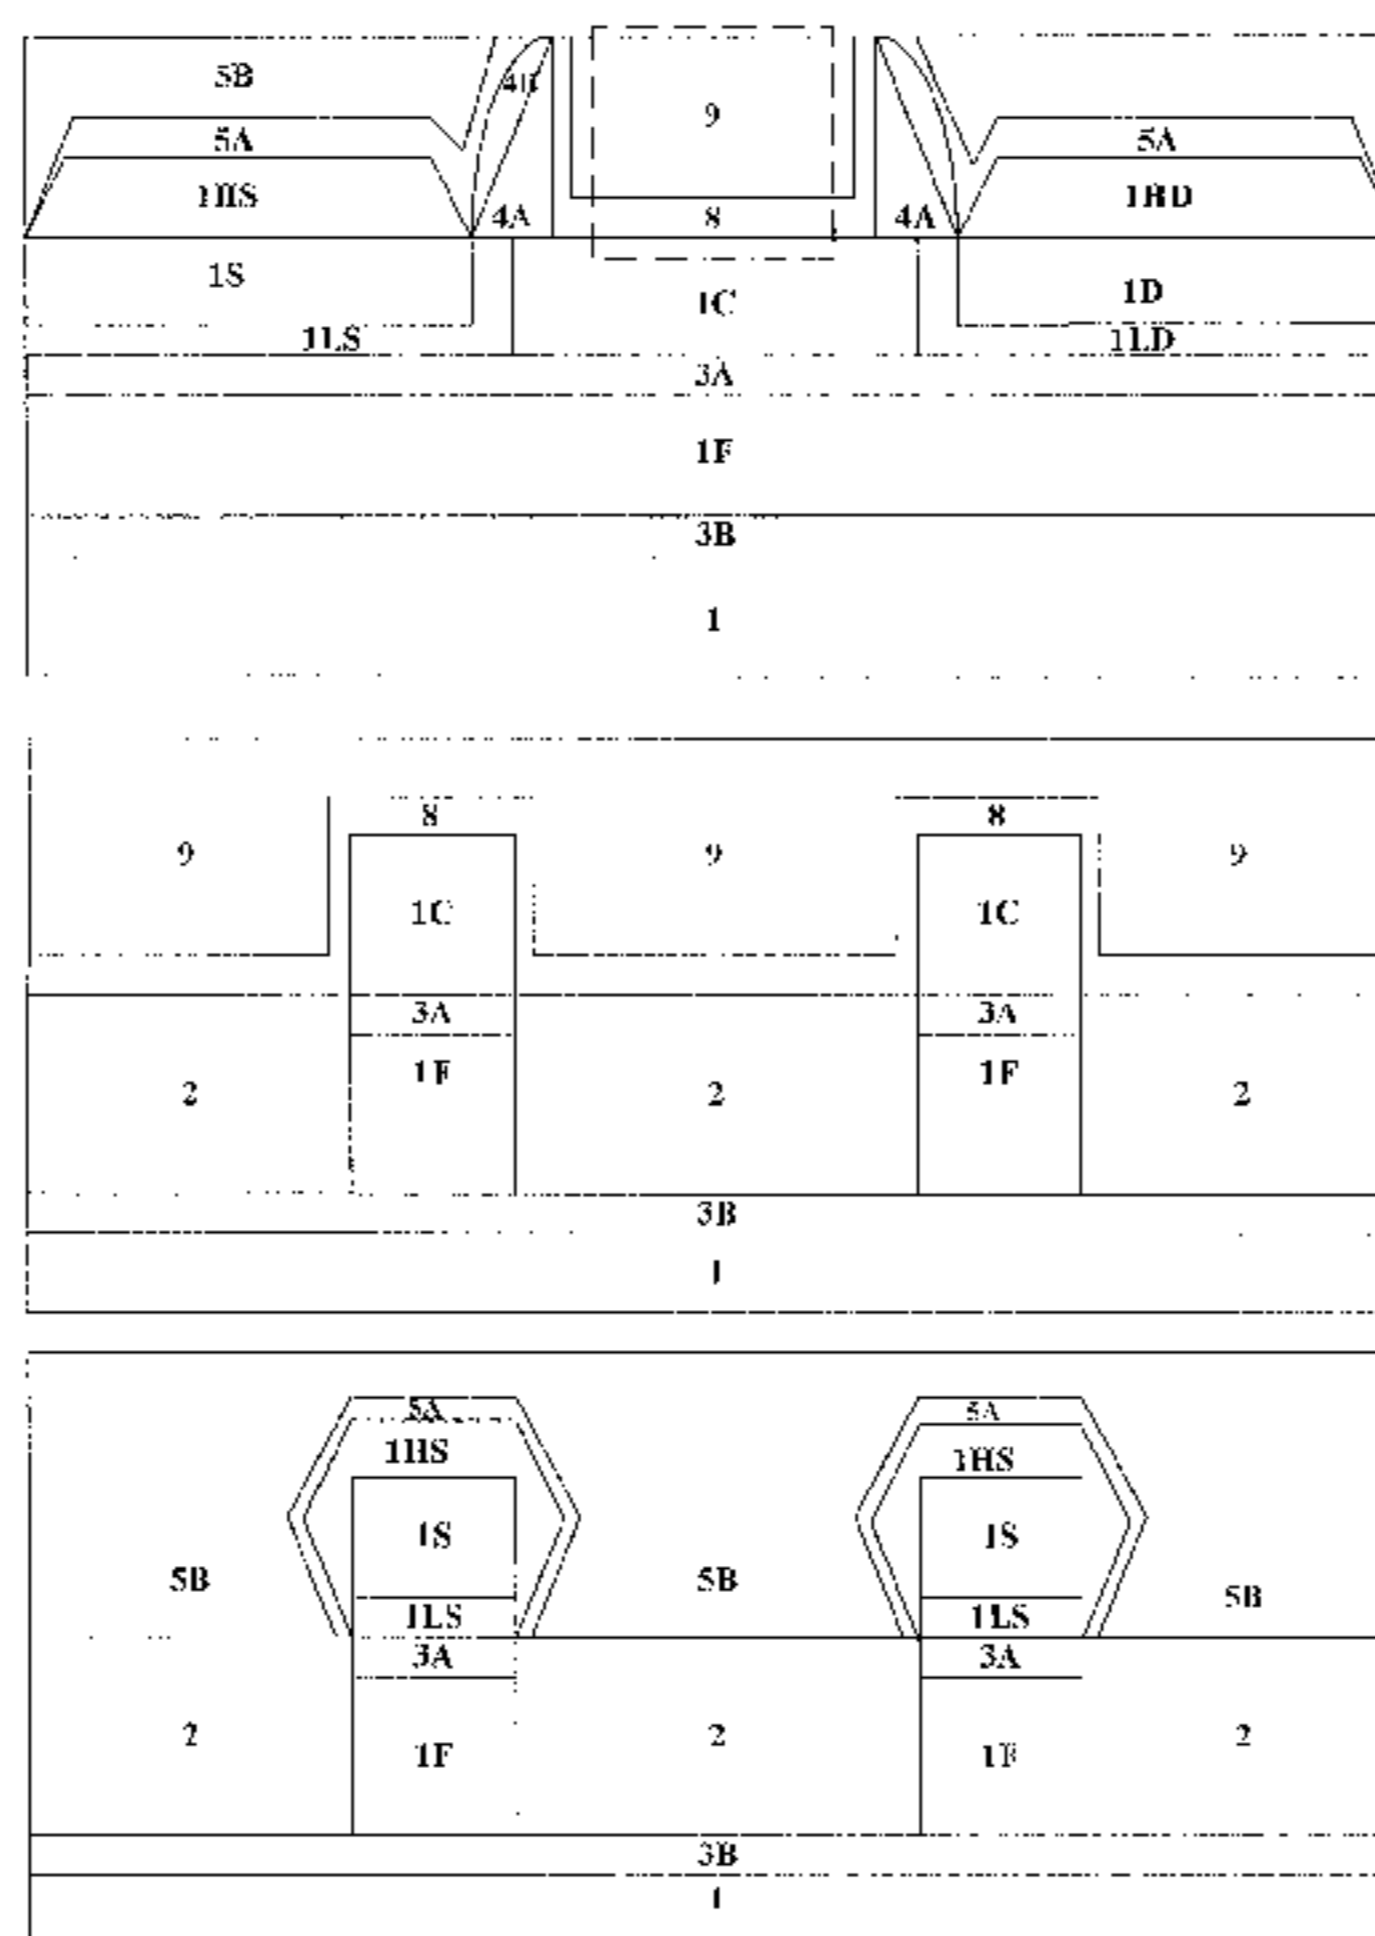 5B 4B 9
5A 5A
1HS 1HD
4A 8 4A
1S 1C 1D
1LS 1LD
3A
1F
3B
1
8 8
9 9 9
1C 1C
3A 3A
1F 1F
2 2 2
3B
1
5A 5A
1HS 1HS
1S 1S
5B 5B 5B
1LS 1LS
3A 3A
2 2 2
1F 1F
3B
1